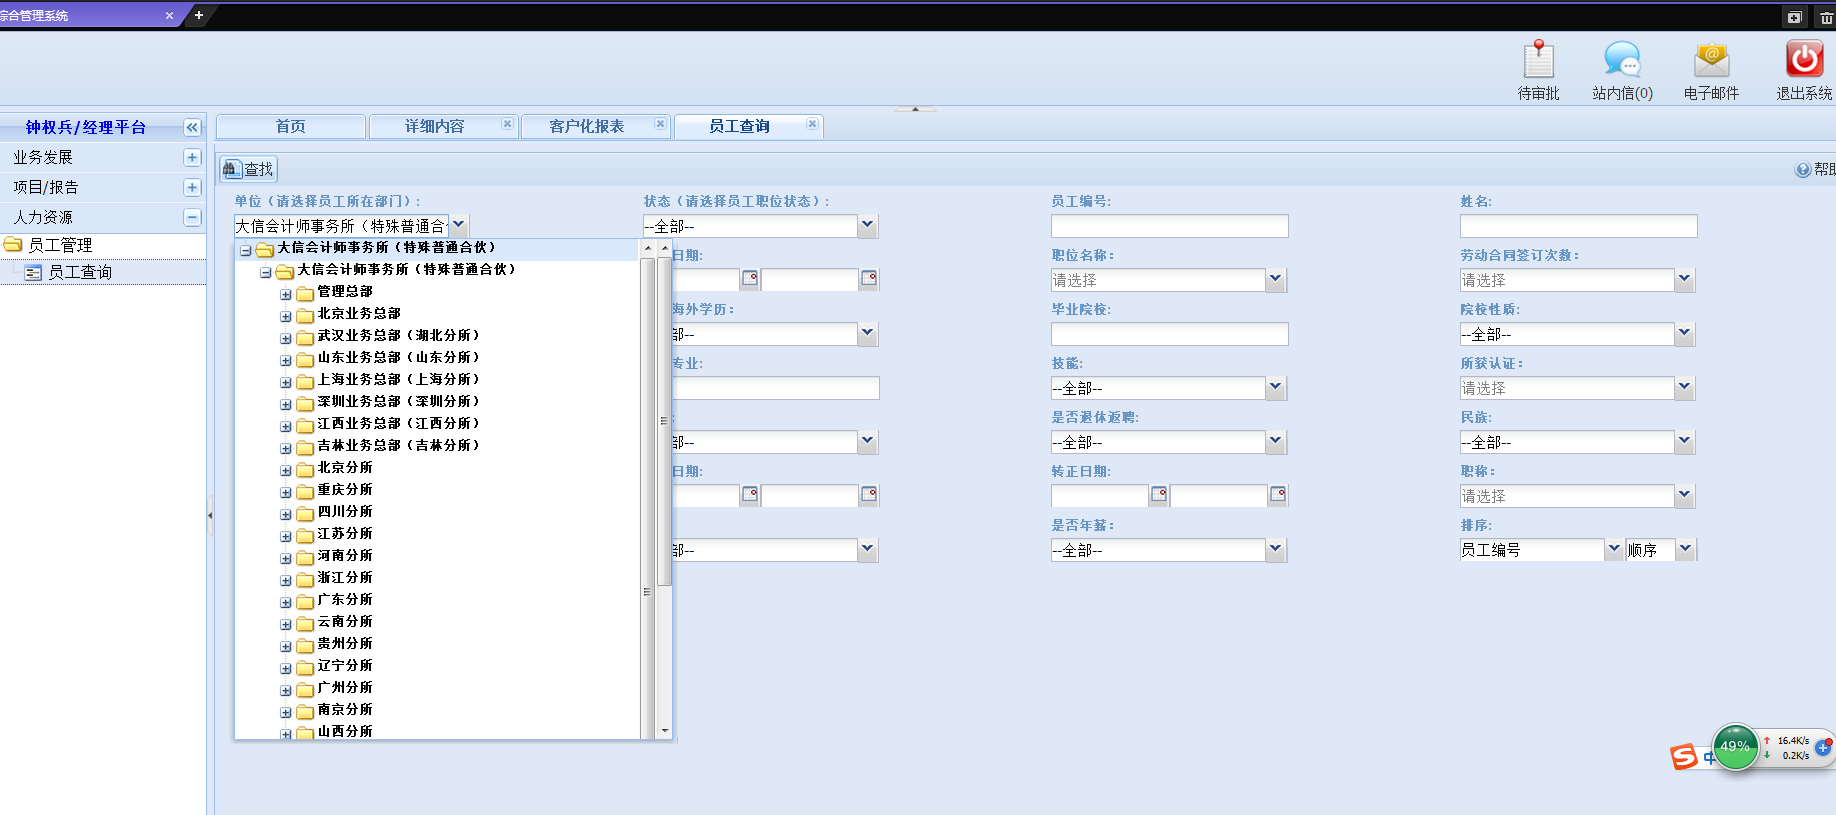 综合管理系统
待审批 站内信(0) 电子邮件 退出系统
钟权兵/经理平台
首页 详细内容 客户化报表 员工查询
业务发展
项目/报告
人力资源
员工管理
员工查询
查找 帮助
单位（请选择员工所在部门）: 状态（请选择员工职位状态）: 员工编号: 姓名:
大信会计师事务所（特殊普通合 --全部--
大信会计师事务所（特殊普通合伙）
日期: 职位名称: 劳动合同签订次数:
大信会计师事务所（特殊普通合伙）
请选择 请选择
管理总部
海外学历: 毕业院校: 院校性质:
北京业务总部
武汉业务总部（湖北分所）
部-- --全部--
山东业务总部（山东分所）
专业: 技能: 所获认证:
上海业务总部（上海分所）
--全部-- 请选择
深圳业务总部（深圳分所）
江西业务总部（江西分所）
: 是否退休返聘: 民族:
吉林业务总部（吉林分所）
部-- --全部-- --全部--
北京分所
日期: 转正日期: 职称:
重庆分所
请选择
四川分所
江苏分所
是否年薪: 排序:
河南分所
部-- --全部-- 员工编号 顺序
浙江分所
广东分所
云南分所
贵州分所
辽宁分所
广州分所
南京分所
山西分所
49% 16.4K/s
0.2K/s
中